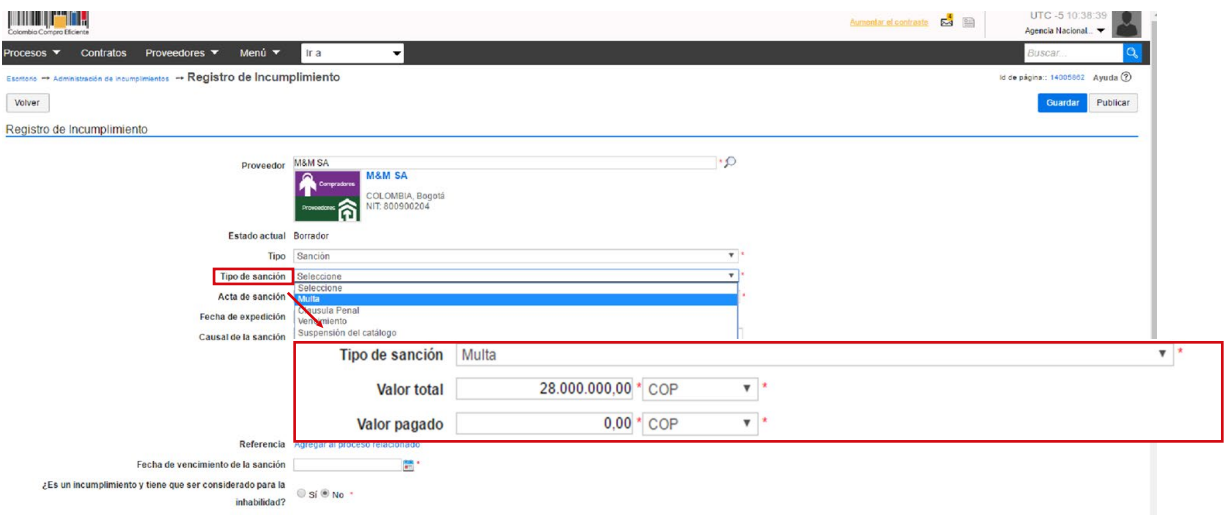 Colombia Compra Eficiente
Aumentar el contraste
4
UTC -5 10:38:39
Agencia Nacional...
Procesos Contratos Proveedores Menú Ir a Buscar...
Escritorio → Administración de incumplimientos → Registro de Incumplimiento
Id de página:: 14005862 Ayuda ?
Volver Guardar Publicar
Registro de Incumplimiento
Proveedor M&M SA *
Compradores
Proveedores
M&M SA
COLOMBIA, Bogotá
NIT: 800900204
Estado actual Borrador
Tipo Sanción *
Tipo de sanción Seleccione *
Seleccione
Acta de sanción Multa *
Clausula Penal
Fecha de expedición Vencimiento
Causal de la sanción Suspensión del catálogo
Tipo de sanción Multa *
Valor total 28.000.000,00 * COP *
Valor pagado 0,00 * COP *
Referencia Agregar al proceso relacionado
Fecha de vencimiento de la sanción *
¿Es un incumplimiento y tiene que ser considerado para la
inhabilidad? Sí No *